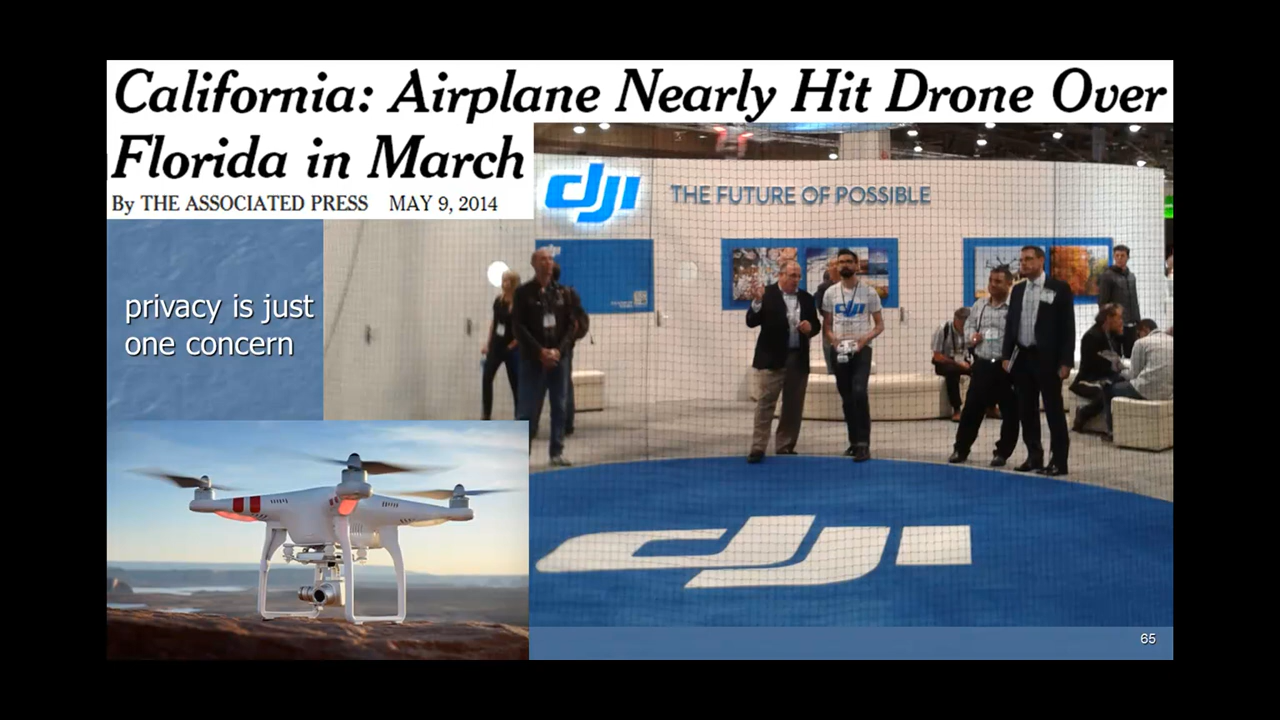 California: Airplane Nearly Hit Drone Over
Florida in March
By THE ASSOCIATED PRESS MAY 9, 2014
dji THE FUTURE OF POSSIBLE
privacy is just
one concern
dji
dji
65